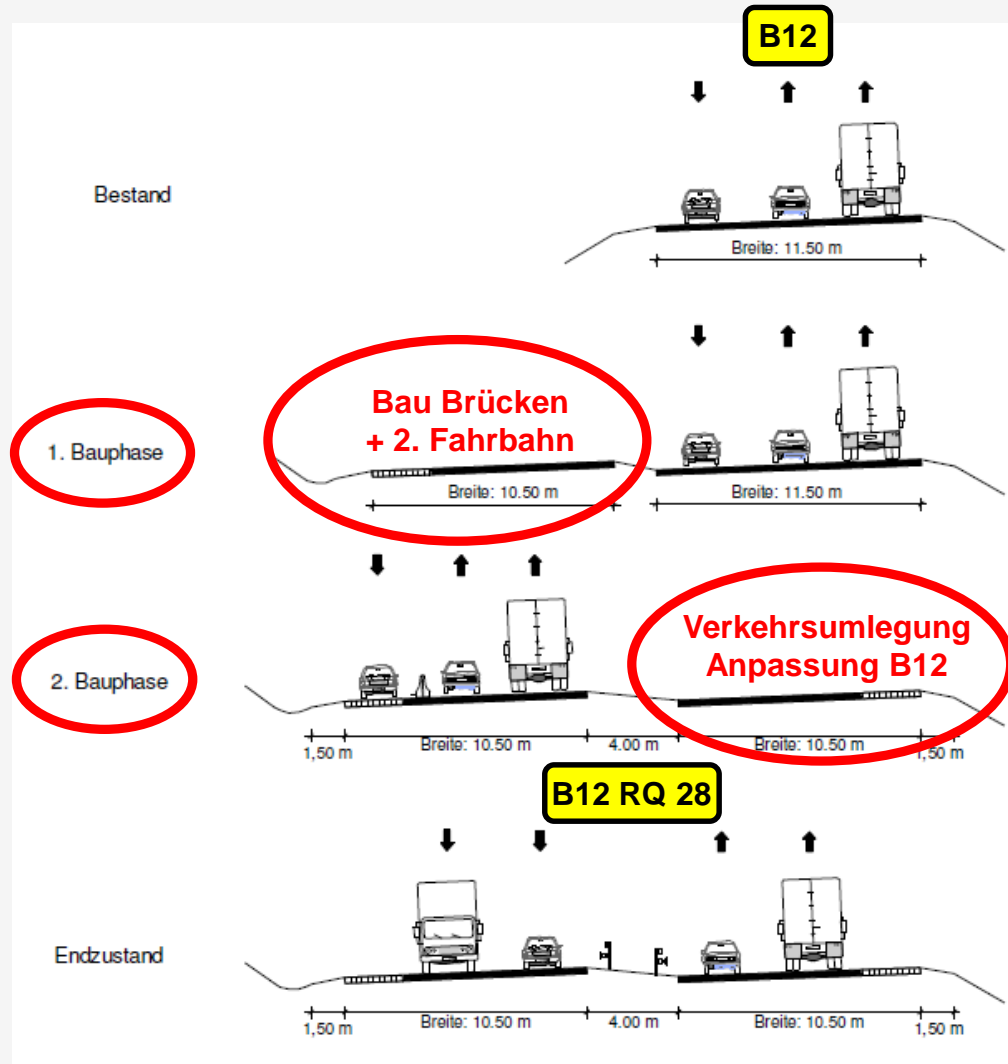 B12
Bestand
Breite: 11.50 m
Bau Brücken
+ 2. Fahrbahn
1. Bauphase
Breite: 10.50 m
Breite: 11.50 m
Verkehrsumlegung
Anpassung B12
2. Bauphase
1,50 m
Breite: 10.50 m
4.00 m
Breite: 10.50 m
1,50 m
B12 RQ 28
Endzustand
1,50 m
Breite: 10.50 m
4.00 m
Breite: 10.50 m
1,50 m